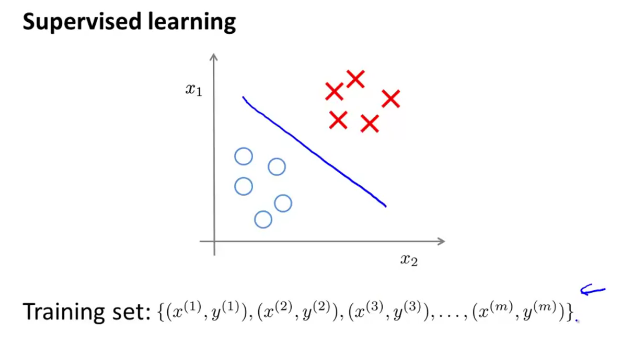 Supervised learning
x₁
x₂
Training set: {(x⁽¹⁾, y⁽¹⁾), (x⁽²⁾, y⁽²⁾), (x⁽³⁾, y⁽³⁾), . . . , (x⁽ᵐ⁾, y⁽ᵐ⁾)}.